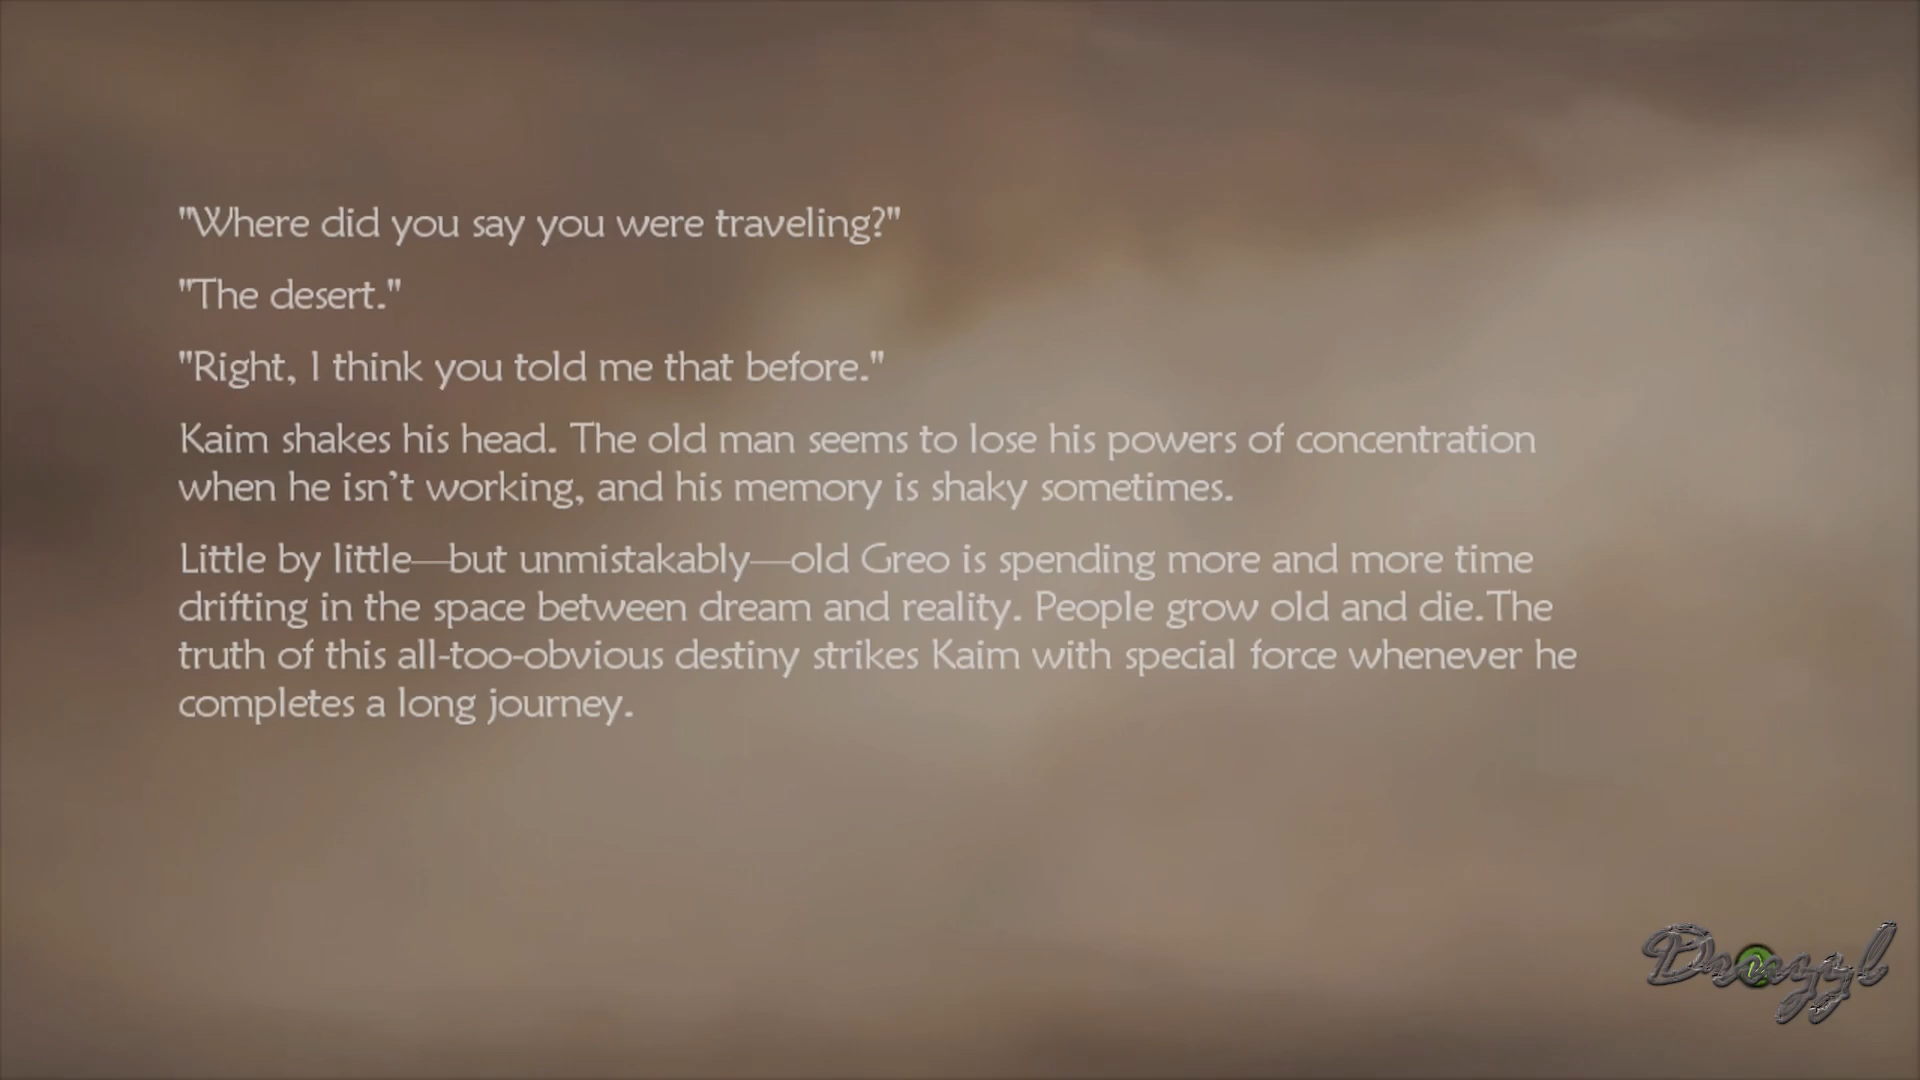 "Where did you say you were traveling?"
"The desert."
"Right, I think you told me that before."
Kaim shakes his head. The old man seems to lose his powers of concentration
when he isn’t working, and his memory is shaky sometimes.
Little by little—but unmistakably—old Greo is spending more and more time
drifting in the space between dream and reality. People grow old and die.The
truth of this all-too-obvious destiny strikes Kaim with special force whenever he
completes a long journey.